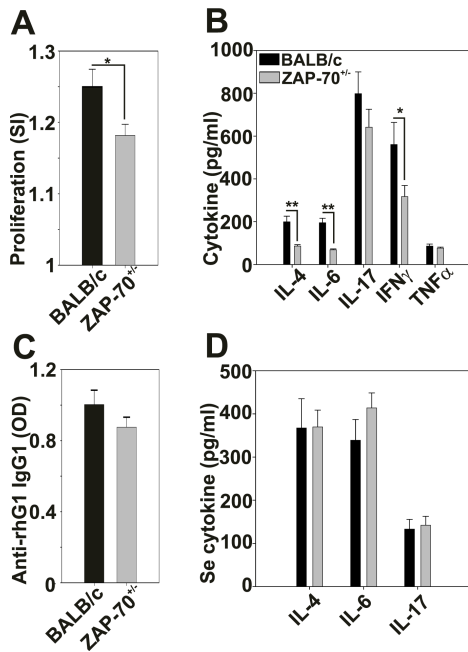 A
1.3
1.2
1.1
1
Proliferation (SI)
*
BALB/c
ZAP-70+/-
B
1000
800
600
400
200
0
Cytokine (pg/ml)
BALB/c
ZAP-70+/-
**
**
*
IL-4
IL-6
IL-17
IFNγ
TNFα
C
1.2
0.8
0.4
0
Anti-rhG1 IgG1 (OD)
BALB/c
ZAP-70+/-
D
500
400
300
200
100
0
Se cytokine (pg/ml)
IL-4
IL-6
IL-17